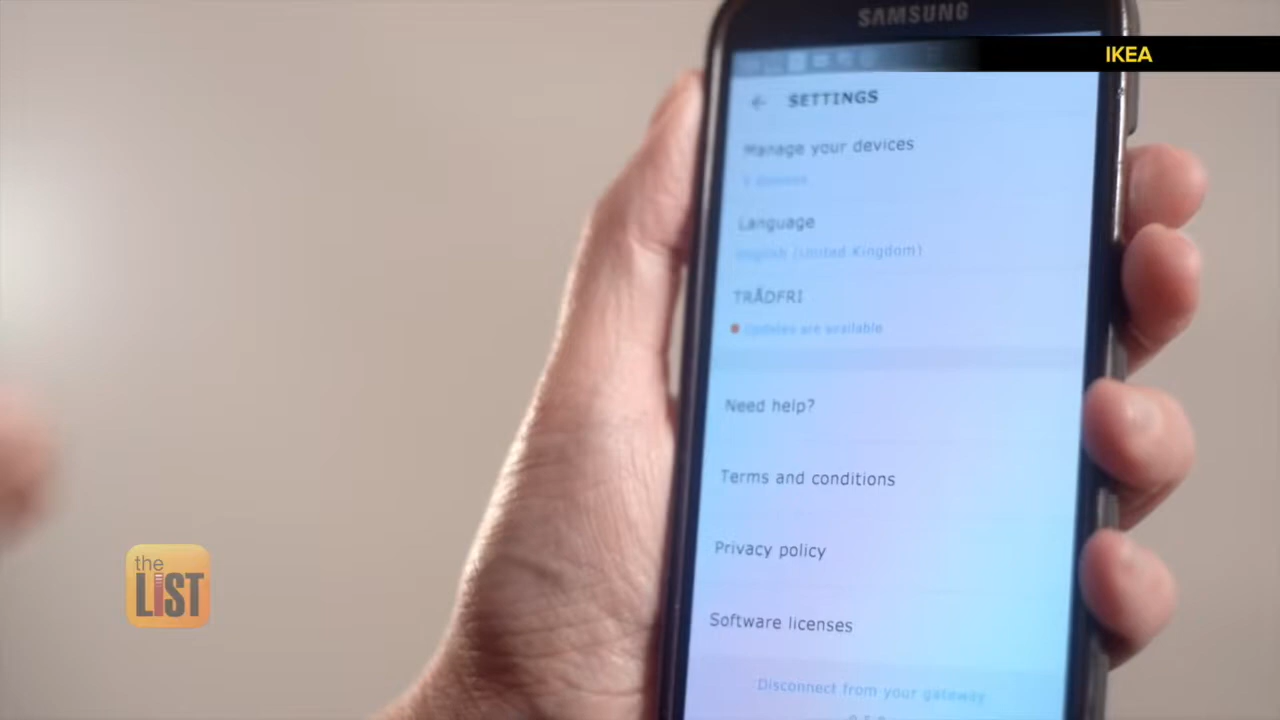 SAMSUNG
IKEA
SETTINGS
Manage your devices
Language
English (United Kingdom)
TRÅDFRI
Updates are available
Need help?
Terms and conditions
Privacy policy
Software licenses
Disconnect from your gateway
the
LIST